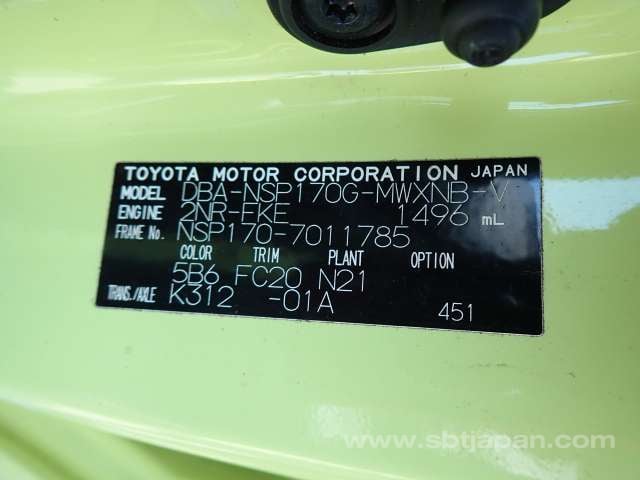 TOYOTA MOTOR CORPORATION JAPAN
MODEL DBA-NSP170G-MWXNB-V
ENGINE 2NR-FKE 1496 mL
FRAME No. NSP170-7011785
COLOR TRIM PLANT OPTION
5B6 FC20 N21
TRANS./AXLE K312 -01A 451
www.sbtjapan.com